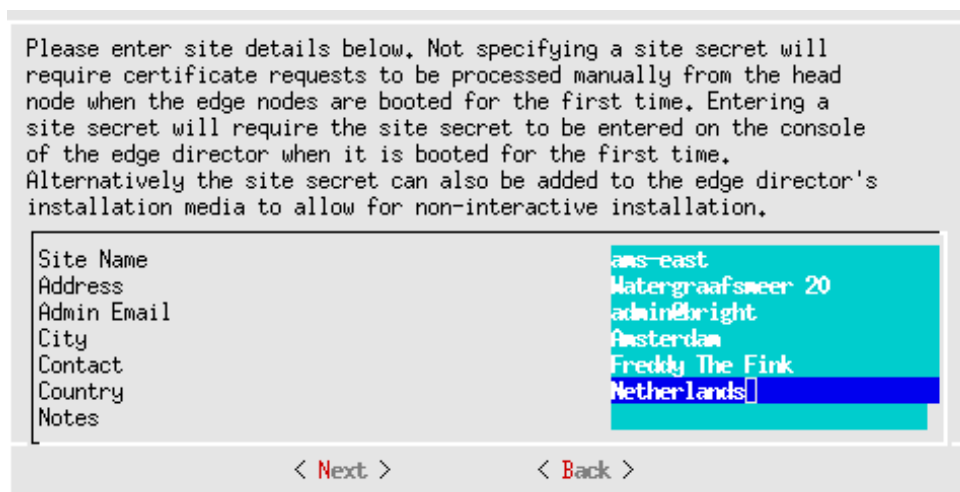 Please enter site details below. Not specifying a site secret will
require certificate requests to be processed manually from the head
node when the edge nodes are booted for the first time. Entering a
site secret will require the site secret to be entered on the console
of the edge director when it is booted for the first time.
Alternatively the site secret can also be added to the edge director's
installation media to allow for non-interactive installation.
Site Name ams-east
Address Watergraafsmeer 20
Admin Email admin@bright
City Amsterdam
Contact Freddy The Fink
Country Netherlands
Notes
< Next > < Back >